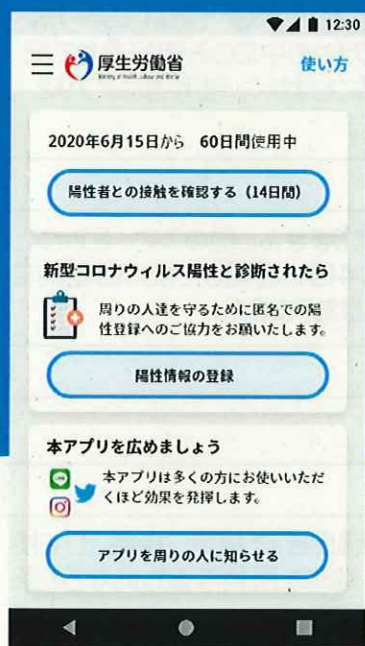 12:30
厚生労働省
使い方
2020年6月15日から 60日間使用中
陽性者との接触を確認する（14日間）
新型コロナウィルス陽性と診断されたら
周りの人達を守るために匿名での陽
性登録へのご協力をお願いたします。
陽性情報の登録
本アプリを広めましょう
本アプリは多くの方にお使いいただ
くほど効果を発揮します。
アプリを周りの人に知らせる